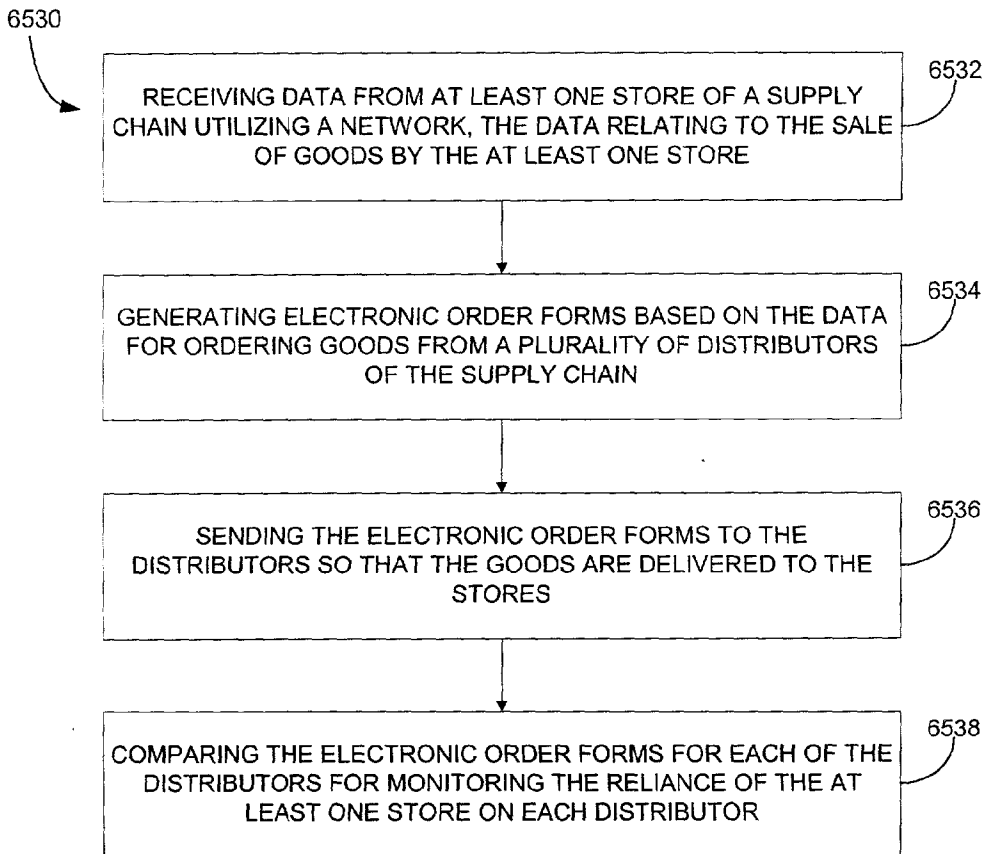 6530
RECEIVING DATA FROM AT LEAST ONE STORE OF A SUPPLY
CHAIN UTILIZING A NETWORK, THE DATA RELATING TO THE SALE
OF GOODS BY THE AT LEAST ONE STORE
6532
GENERATING ELECTRONIC ORDER FORMS BASED ON THE DATA
FOR ORDERING GOODS FROM A PLURALITY OF DISTRIBUTORS
OF THE SUPPLY CHAIN
6534
SENDING THE ELECTRONIC ORDER FORMS TO THE
DISTRIBUTORS SO THAT THE GOODS ARE DELIVERED TO THE
STORES
6536
COMPARING THE ELECTRONIC ORDER FORMS FOR EACH OF THE
DISTRIBUTORS FOR MONITORING THE RELIANCE OF THE AT
LEAST ONE STORE ON EACH DISTRIBUTOR
6538